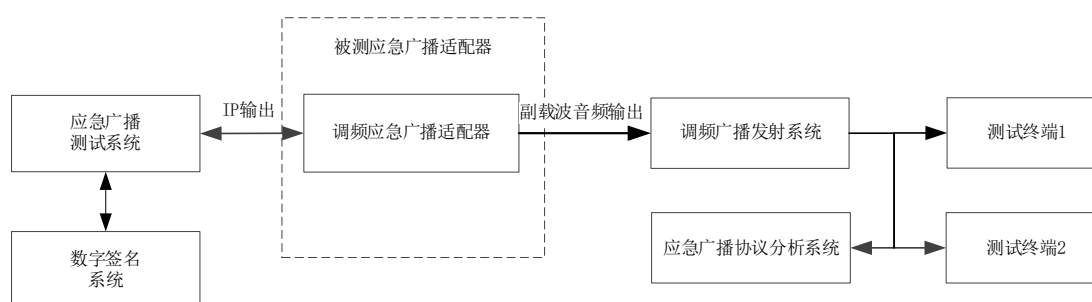 被测应急广播适配器
应急广播
测试系统
IP输出
调频应急广播适配器
副载波音频输出
调频广播发射系统
测试终端1
数字签名
系统
应急广播协议分析系统
测试终端2